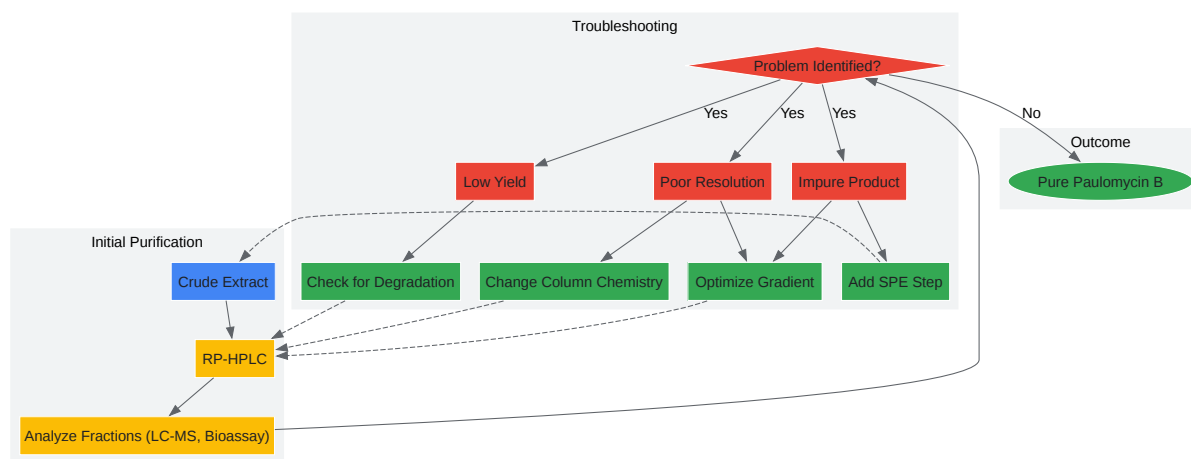 Troubleshooting
Problem Identified?
Yes
Yes
Yes
No
Outcome
Low Yield
Poor Resolution
Impure Product
Pure Paulomycin B
Initial Purification
Crude Extract
Check for Degradation
Change Column Chemistry
Optimize Gradient
Add SPE Step
RP-HPLC
Analyze Fractions (LC-MS, Bioassay)